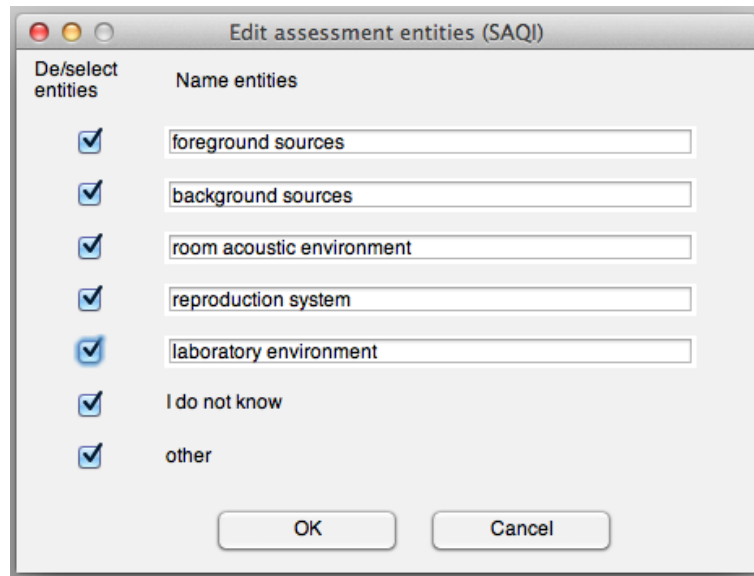 Edit assessment entities (SAQI)
De/select
entities
Name entities
foreground sources
background sources
room acoustic environment
reproduction system
laboratory environment
I do not know
other
OK
Cancel